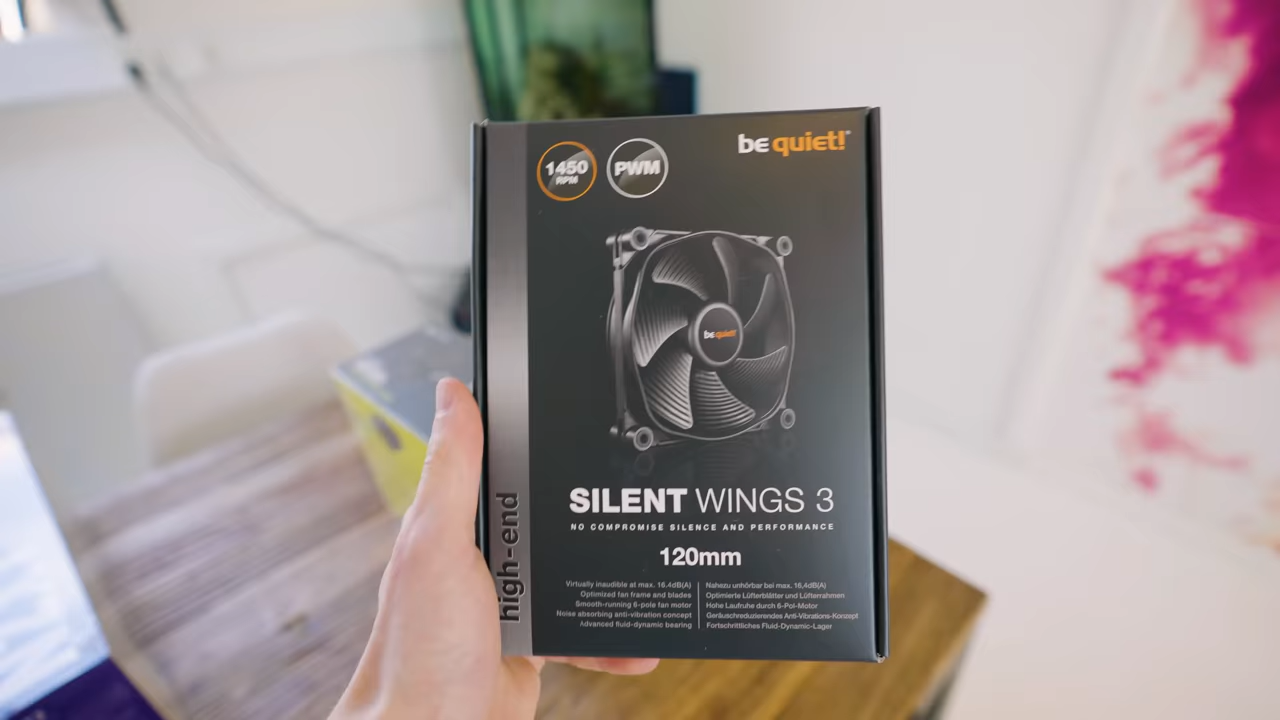 1450
RPM
PWM
be quiet!®
be quiet!
SILENT WINGS 3
NO COMPROMISE SILENCE AND PERFORMANCE
120mm
high-end
Virtually inaudible at max. 16.4dB(A)
Optimized fan frame and blades
Smooth-running 6-pole fan motor
Noise absorbing anti-vibration concept
Advanced fluid-dynamic bearing
Nahezu unhörbar bei max. 16,4dB(A)
Optimierte Lüfterblätter und Lüfterrahmen
Hohe Laufruhe durch 6-Pol-Motor
Geräuschreduzierendes Anti-Vibrations-Konzept
Fortschrittliches Fluid-Dynamic-Lager